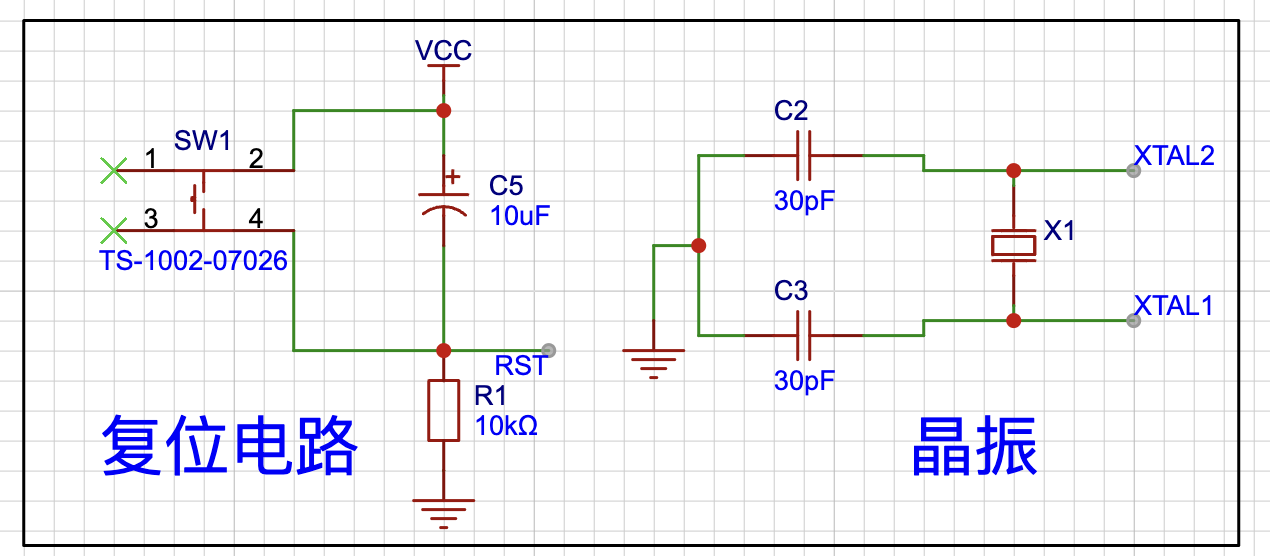 VCC
SW1
1
2
3
4
TS-1002-07026
+
C5
10uF
RST
R1
10kΩ
复位电路
C2
30pF
C3
30pF
XTAL2
X1
XTAL1
晶振